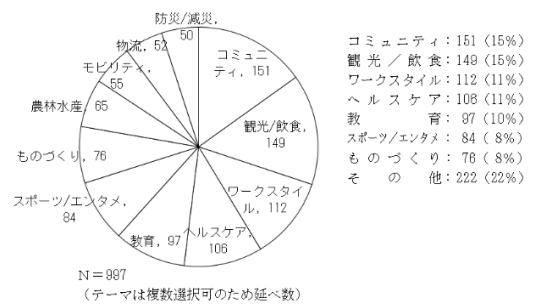 防災/減災,
50
物流, 52
モビリティ,
55
農林水産, 65
ものづくり, 76
スポーツ/エンタメ,
84
教育, 97
ヘルスケア,
106
ワークスタイ
ル, 112
観光/飲食,
149
コミュニ
ティ, 151
N=997
(テーマは複数選択可のため延べ数)
コミュニティ:151(15%)
観光/飲食:149(15%)
ワークスタイル:112(11%)
ヘルスケア:106(11%)
教育:97(10%)
スポーツ/エンタメ:84( 8%)
ものづくり:76( 8%)
その他:222(22%)